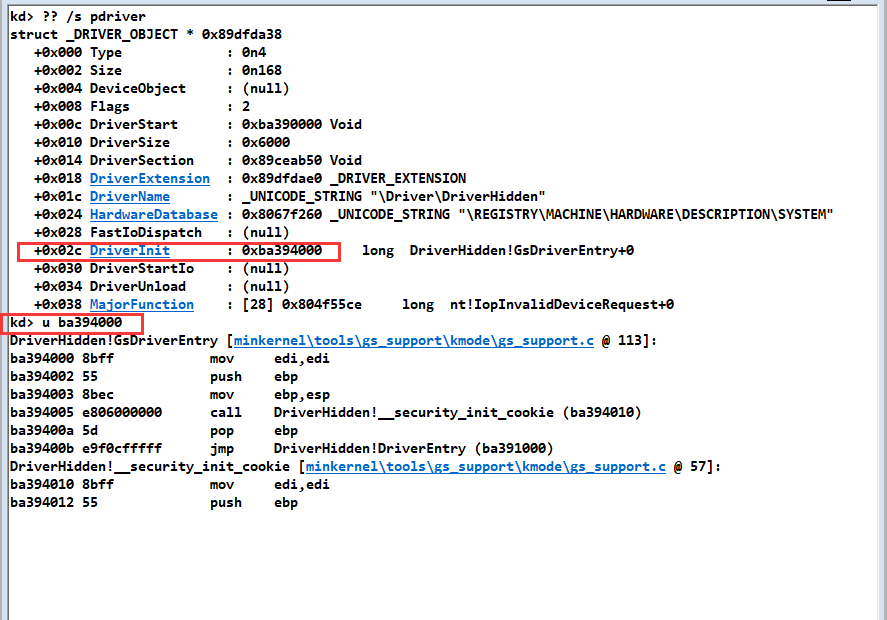 kd> ?? /s pdriver
struct _DRIVER_OBJECT * 0x89dfda38
   +0x000 Type             : 0n4
   +0x002 Size             : 0n168
   +0x004 DeviceObject     : (null)
   +0x008 Flags            : 2
   +0x00c DriverStart      : 0xba390000 Void
   +0x010 DriverSize       : 0x6000
   +0x014 DriverSection    : 0x89ceab50 Void
   +0x018 DriverExtension  : 0x89dfdae0 _DRIVER_EXTENSION
   +0x01c DriverName       : _UNICODE_STRING "\Driver\DriverHidden"
   +0x024 HardwareDatabase : 0x8067f260 _UNICODE_STRING "\REGISTRY\MACHINE\HARDWARE\DESCRIPTION\SYSTEM"
   +0x028 FastIoDispatch   : (null)
   +0x02c DriverInit       : 0xba394000     long  DriverHidden!GsDriverEntry+0
   +0x030 DriverStartIo    : (null)
   +0x034 DriverUnload     : (null)
   +0x038 MajorFunction    : [28] 0x804f55ce     long  nt!IopInvalidDeviceRequest+0
kd> u ba394000
DriverHidden!GsDriverEntry [minkernel\tools\gs_support\kmode\gs_support.c @ 113]:
ba394000 8bff            mov     edi,edi
ba394002 55              push    ebp
ba394003 8bec            mov     ebp,esp
ba394005 e806000000      call    DriverHidden!__security_init_cookie (ba394010)
ba39400a 5d              pop     ebp
ba39400b e9f0cfffff      jmp     DriverHidden!DriverEntry (ba391000)
DriverHidden!__security_init_cookie [minkernel\tools\gs_support\kmode\gs_support.c @ 57]:
ba394010 8bff            mov     edi,edi
ba394012 55              push    ebp